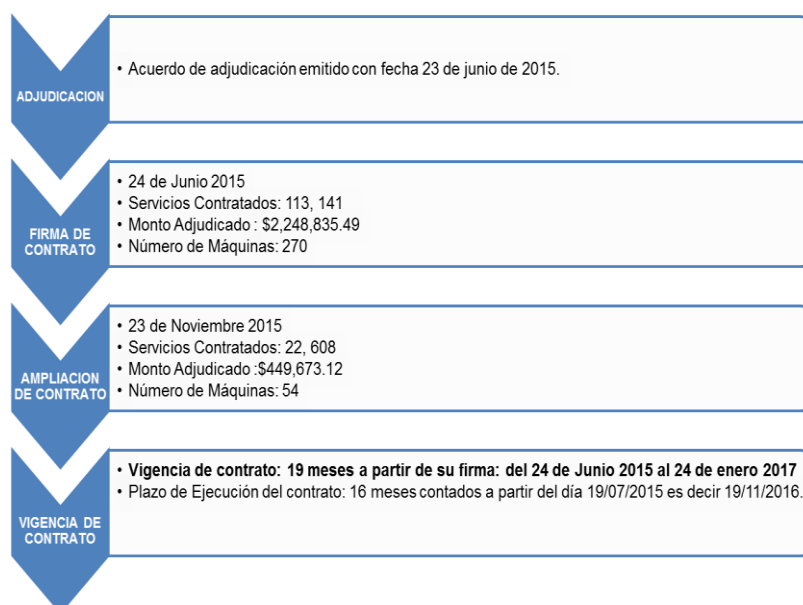 ADJUDICACION
• Acuerdo de adjudicación emitido con fecha 23 de junio de 2015.
FIRMA DE
CONTRATO
• 24 de Junio 2015
• Servicios Contratados: 113, 141
• Monto Adjudicado : $2,248,835.49
• Número de Máquinas: 270
AMPLIACION
DE CONTRATO
• 23 de Noviembre 2015
• Servicios Contratados: 22, 608
• Monto Adjudicado :$449,673.12
• Número de Máquinas: 54
VIGENCIA DE
CONTRATO
• Vigencia de contrato: 19 meses a partir de su firma: del 24 de Junio 2015 al 24 de enero 2017
• Plazo de Ejecución del contrato: 16 meses contados a partir del día 19/07/2015 es decir 19/11/2016.